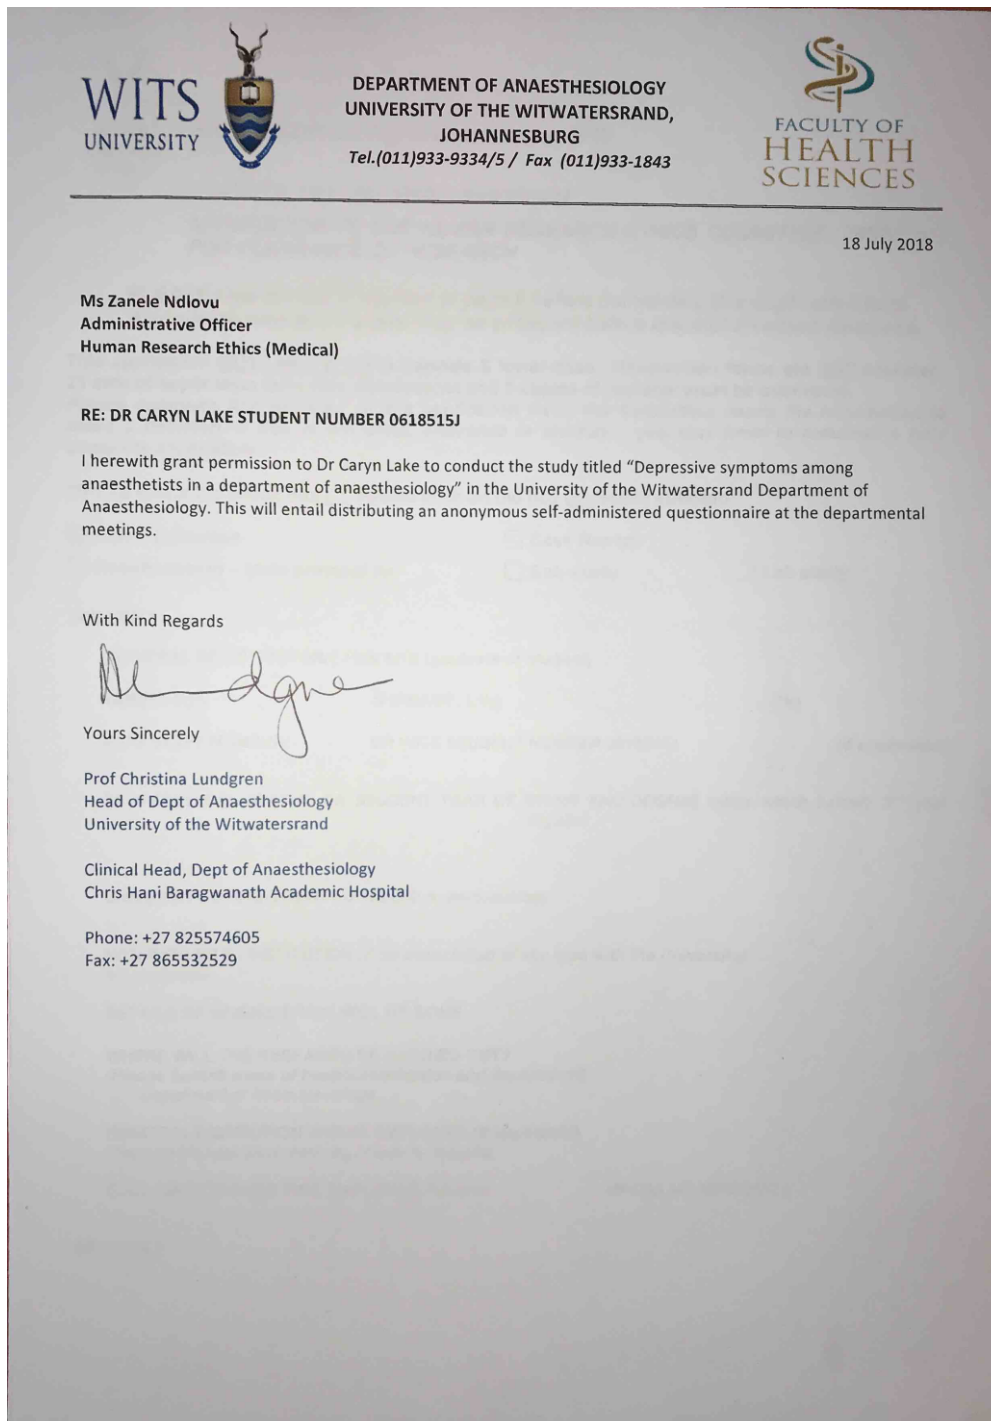 WITS
UNIVERSITY
DEPARTMENT OF ANAESTHESIOLOGY
UNIVERSITY OF THE WITWATERSRAND,
JOHANNESBURG
Tel.(011)933-9334/5 / Fax (011)933-1843
FACULTY OF
HEALTH
SCIENCES
18 July 2018
Ms Zanele Ndlovu
Administrative Officer
Human Research Ethics (Medical)
RE: DR CARYN LAKE STUDENT NUMBER 0618515J
I herewith grant permission to Dr Caryn Lake to conduct the study titled “Depressive symptoms among
anaesthetists in a department of anaesthesiology” in the University of the Witwatersrand Department of
Anaesthesiology. This will entail distributing an anonymous self-administered questionnaire at the departmental
meetings.
With Kind Regards
Yours Sincerely
Prof Christina Lundgren
Head of Dept of Anaesthesiology
University of the Witwatersrand
Clinical Head, Dept of Anaesthesiology
Chris Hani Baragwanath Academic Hospital
Phone: +27 825574605
Fax: +27 865532529